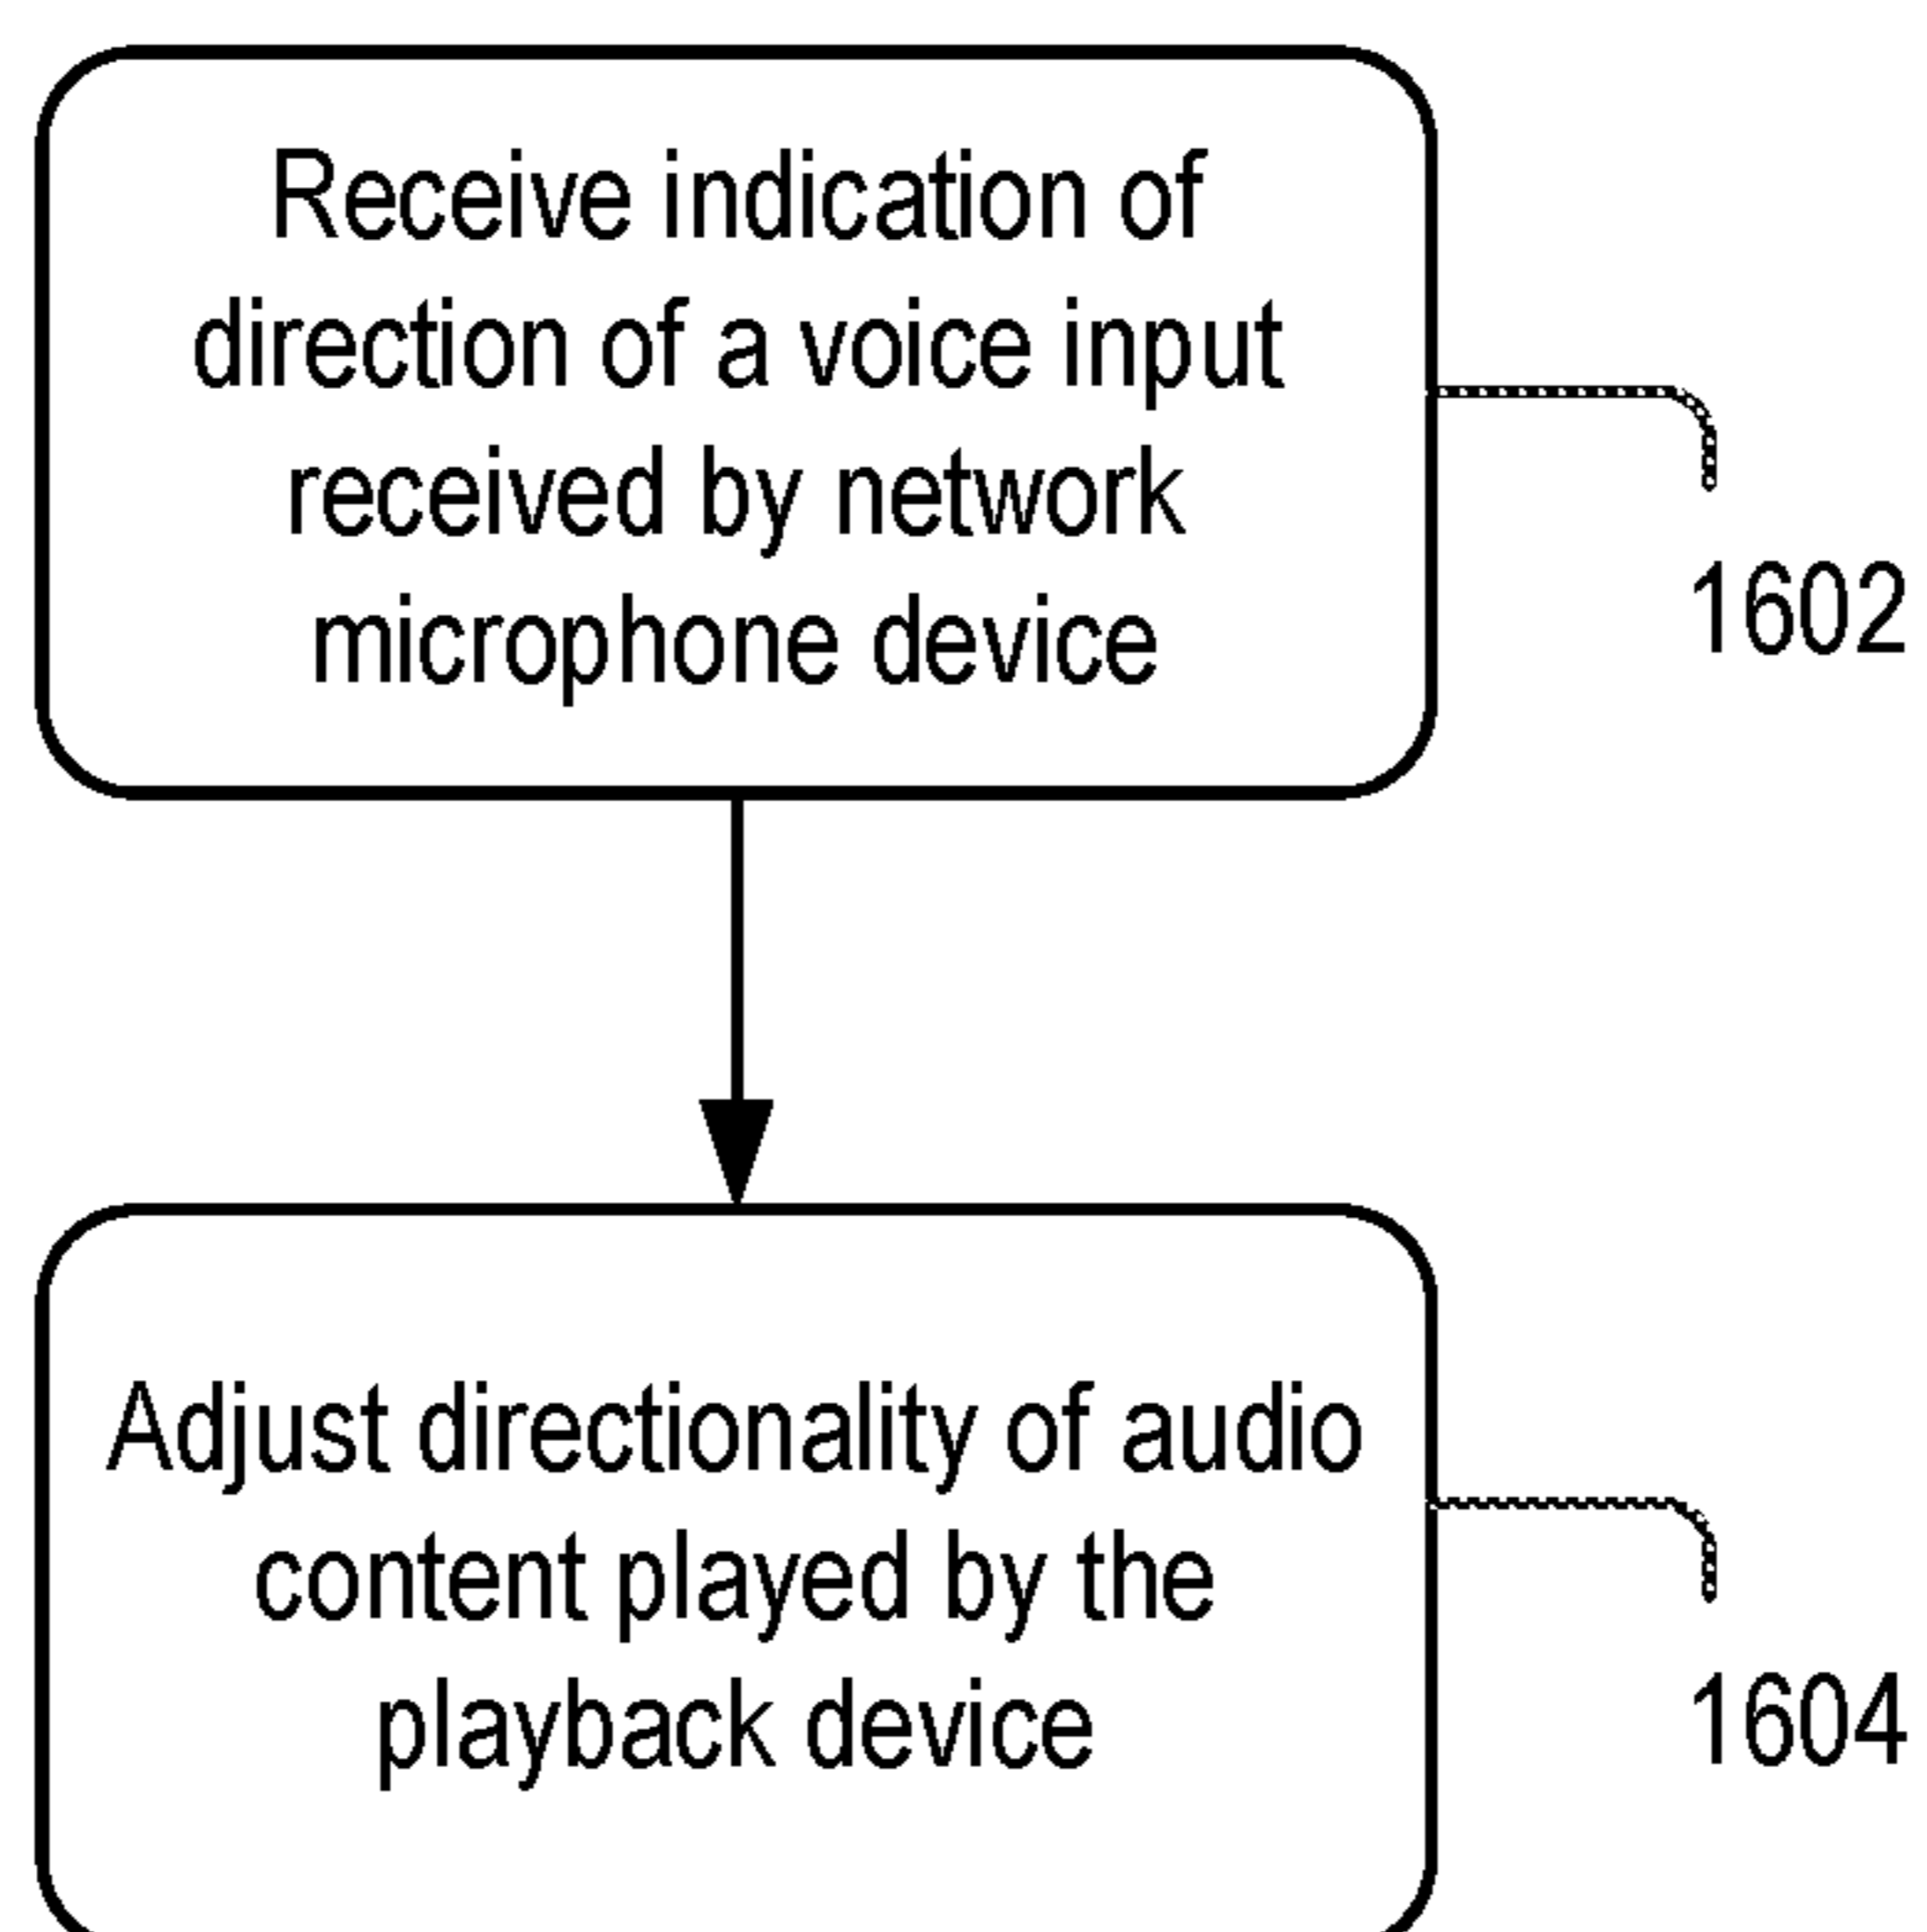 Receive indication of
direction of a voice input
received by network
microphone device
1602
Adjust directionality of audio
content played by the
playback device
1604